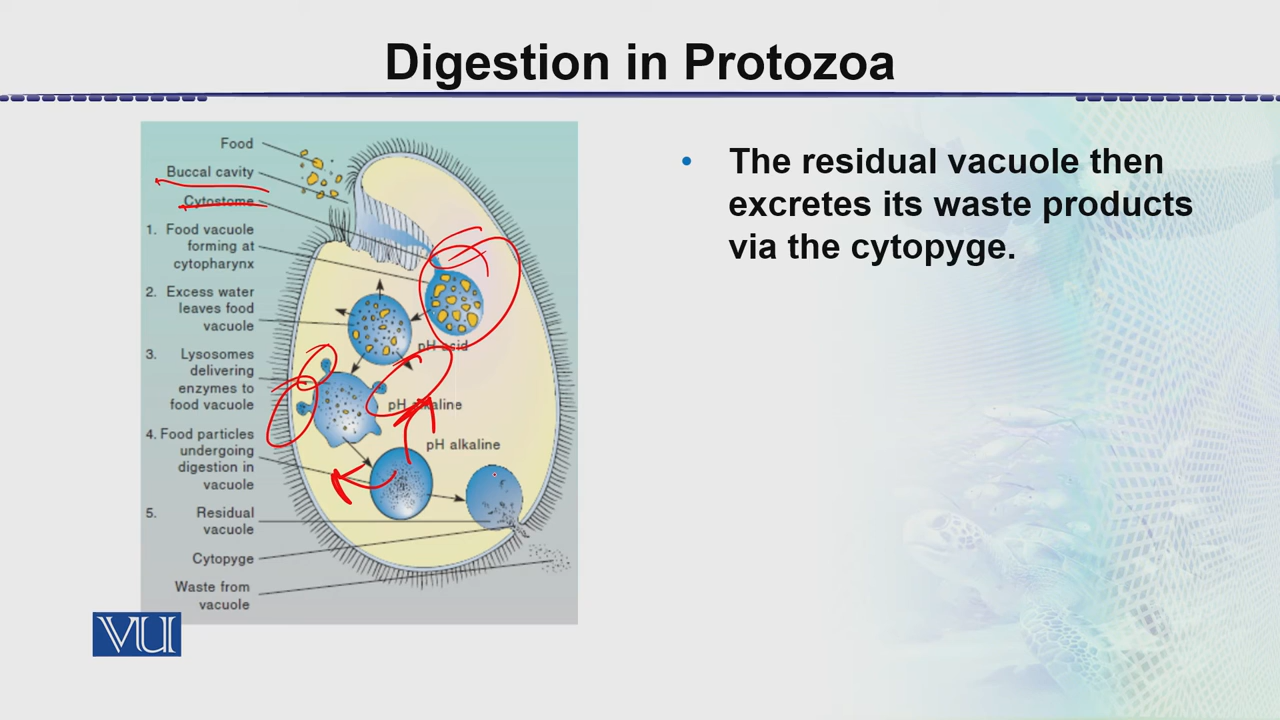 Digestion in Protozoa
Food
Buccal cavity
Cytostome
1. Food vacuole
forming at
cytopharynx
2. Excess water
leaves food
vacuole
3. Lysosomes
delivering
enzymes to
food vacuole
4. Food particles
undergoing
digestion in
vacuole
5. Residual
vacuole
Cytopyge
Waste from
vacuole
pH acid
pH alkaline
pH alkaline
• The residual vacuole then
excretes its waste products
via the cytopyge.
VU